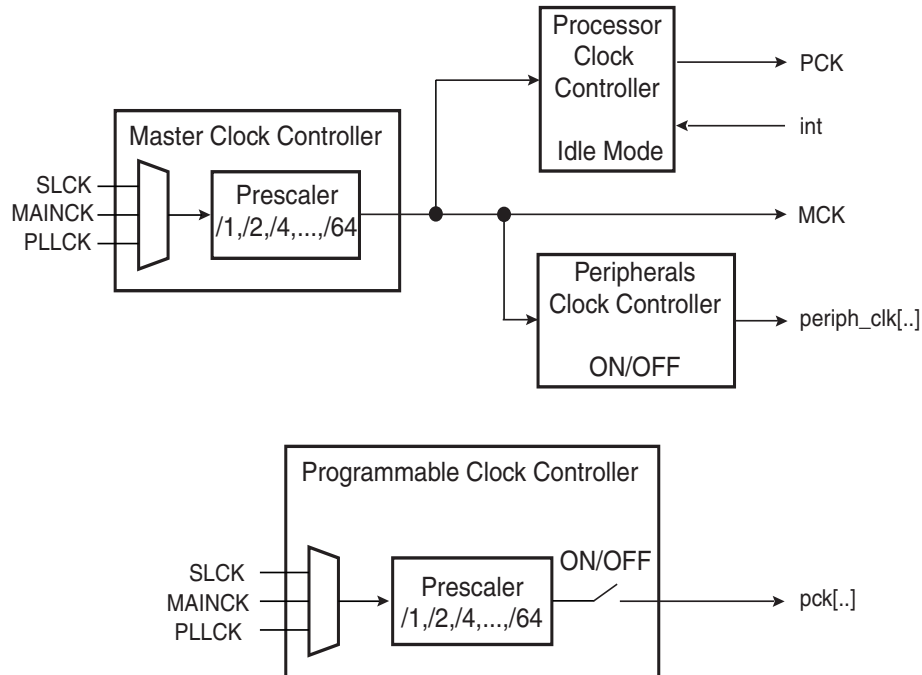 Processor
Clock
Controller
Idle Mode
PCK
int
Master Clock Controller
SLCK
MAINCK
PLLCK
Prescaler
/1,/2,/4,...,/64
MCK
Peripherals
Clock Controller
ON/OFF
periph_clk[..]
Programmable Clock Controller
SLCK
MAINCK
PLLCK
Prescaler
/1,/2,/4,...,/64
ON/OFF
pck[..]